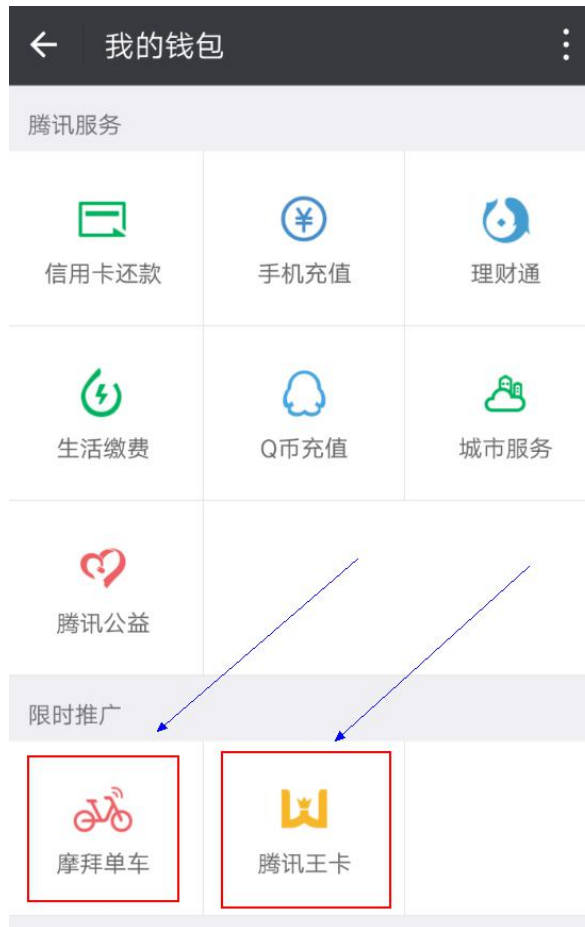 我的钱包
腾讯服务
信用卡还款 手机充值 理财通
生活缴费 Q币充值 城市服务
腾讯公益
限时推广
摩拜单车 腾讯王卡